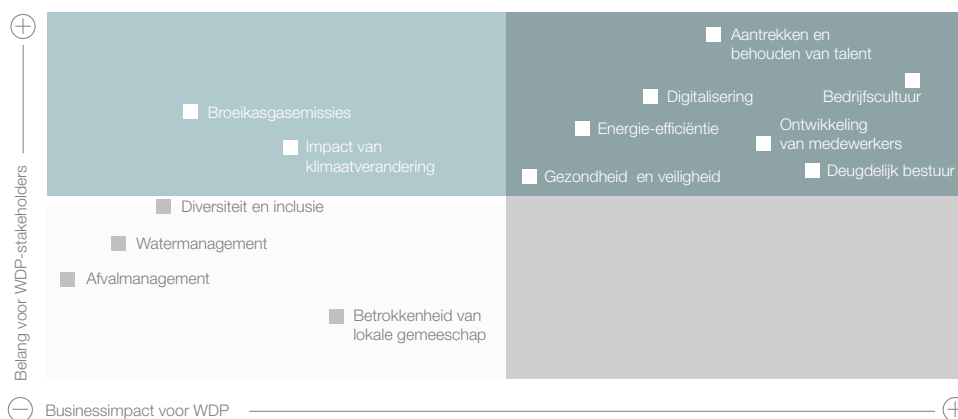 Aantrekken en
behouden van talent
Digitalisering
Bedrijfscultuur
Broeikasgasemissies
Energie-efficiëntie
Ontwikkeling
van medewerkers
Impact van
klimaatverandering
Gezondheid en veiligheid
Deugdelijk bestuur
Diversiteit en inclusie
Watermanagement
Afvalmanagement
Betrokkenheid van
lokale gemeeschap
Belang voor WDP-stakeholders
Businessimpact voor WDP